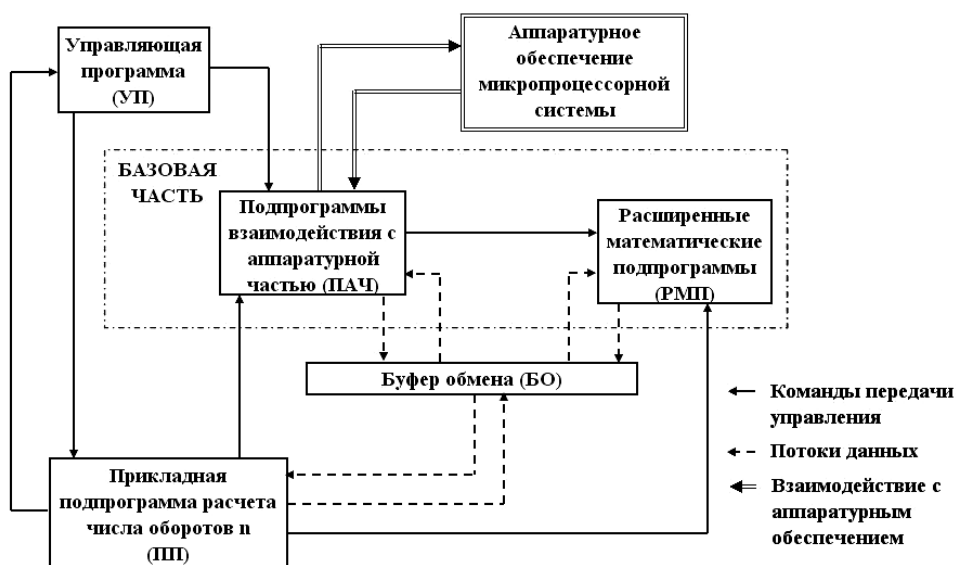 Управляющая
программа
(УП)
Аппаратурное
обеспечение
микропроцессорной
системы
БАЗОВАЯ
ЧАСТЬ
Подпрограммы
взаимодействия с
аппаратурной
частью (ПАЧ)
Расширенные
математические
подпрограммы
(РМП)
Буфер обмена (БО)
Прикладная
подпрограмма расчета
числа оборотов n
(ПП)
Команды передачи
управления
Потоки данных
Взаимодействие с
аппаратурным
обеспечением